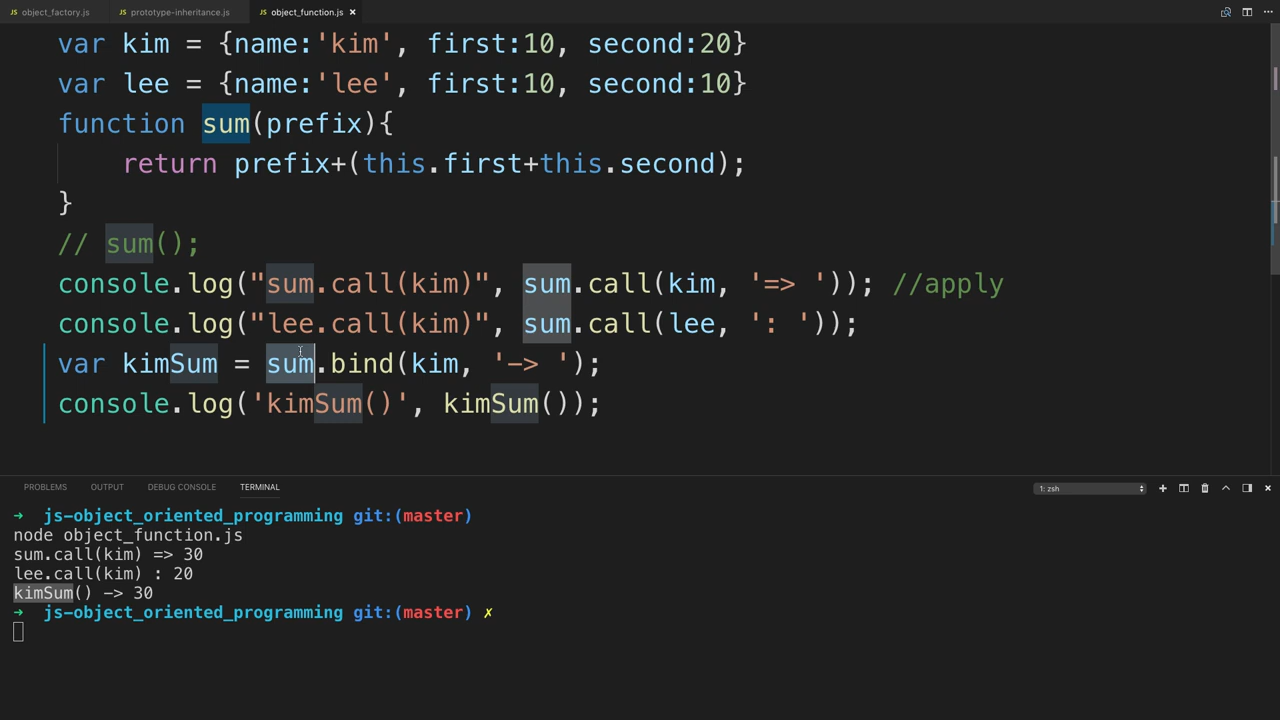 JS object_factory.js JS prototype-inheritance.js JS object_function.js ×
var kim = {name:'kim', first:10, second:20}
var lee = {name:'lee', first:10, second:10}
function sum(prefix){
return prefix+(this.first+this.second);
}
// sum();
console.log("sum.call(kim)", sum.call(kim, '=> ')); //apply
console.log("lee.call(kim)", sum.call(lee, ': '));
var kimSum = sum.bind(kim, '-> ');
console.log('kimSum()', kimSum());
PROBLEMS OUTPUT DEBUG CONSOLE TERMINAL 1: zsh
➜ js-object_oriented_programming git:(master)
node object_function.js
sum.call(kim) => 30
lee.call(kim) : 20
kimSum() -> 30
➜ js-object_oriented_programming git:(master) ✗